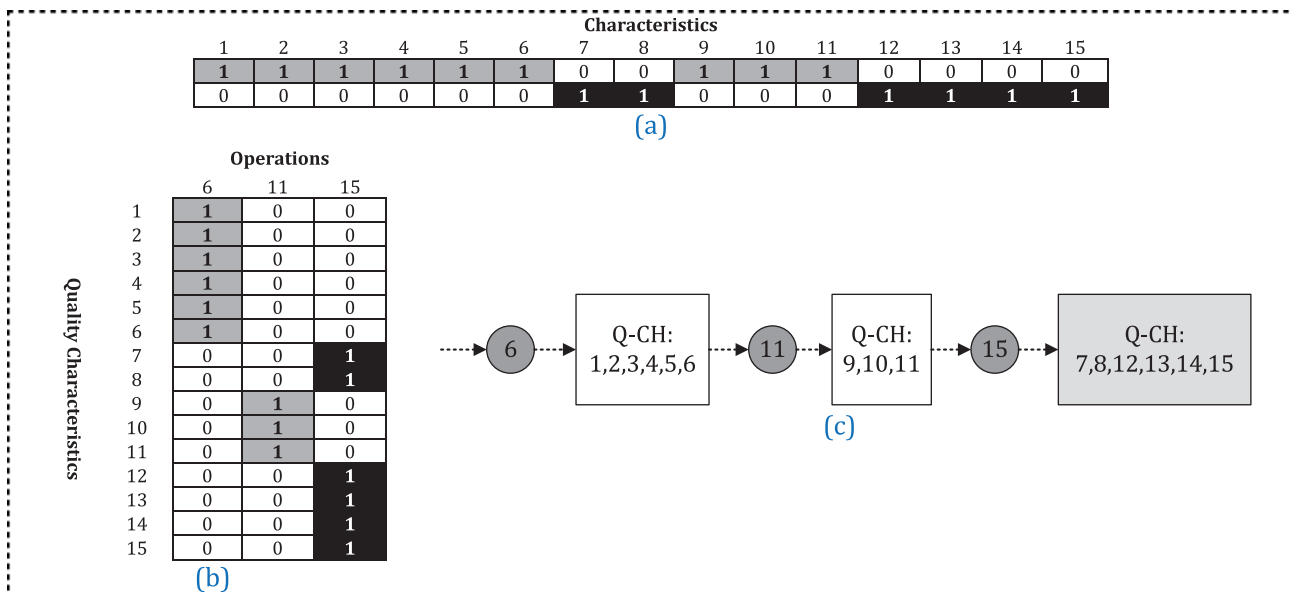 Characteristics
1 2 3 4 5 6 7 8 9 10 11 12 13 14 15
1 1 1 1 1 1 0 0 1 1 1 0 0 0 0
0 0 0 0 0 0 1 1 0 0 0 1 1 1 1
(a)
Operations
6 11 15
Quality Characteristics
1 1 0 0
2 1 0 0
3 1 0 0
4 1 0 0
5 1 0 0
6 1 0 0
7 0 0 1
8 0 0 1
9 0 1 0
10 0 1 0
11 0 1 0
12 0 0 1
13 0 0 1
14 0 0 1
15 0 0 1
(b)
6
Q-CH:
1,2,3,4,5,6
11
Q-CH:
9,10,11
15
Q-CH:
7,8,12,13,14,15
(c)